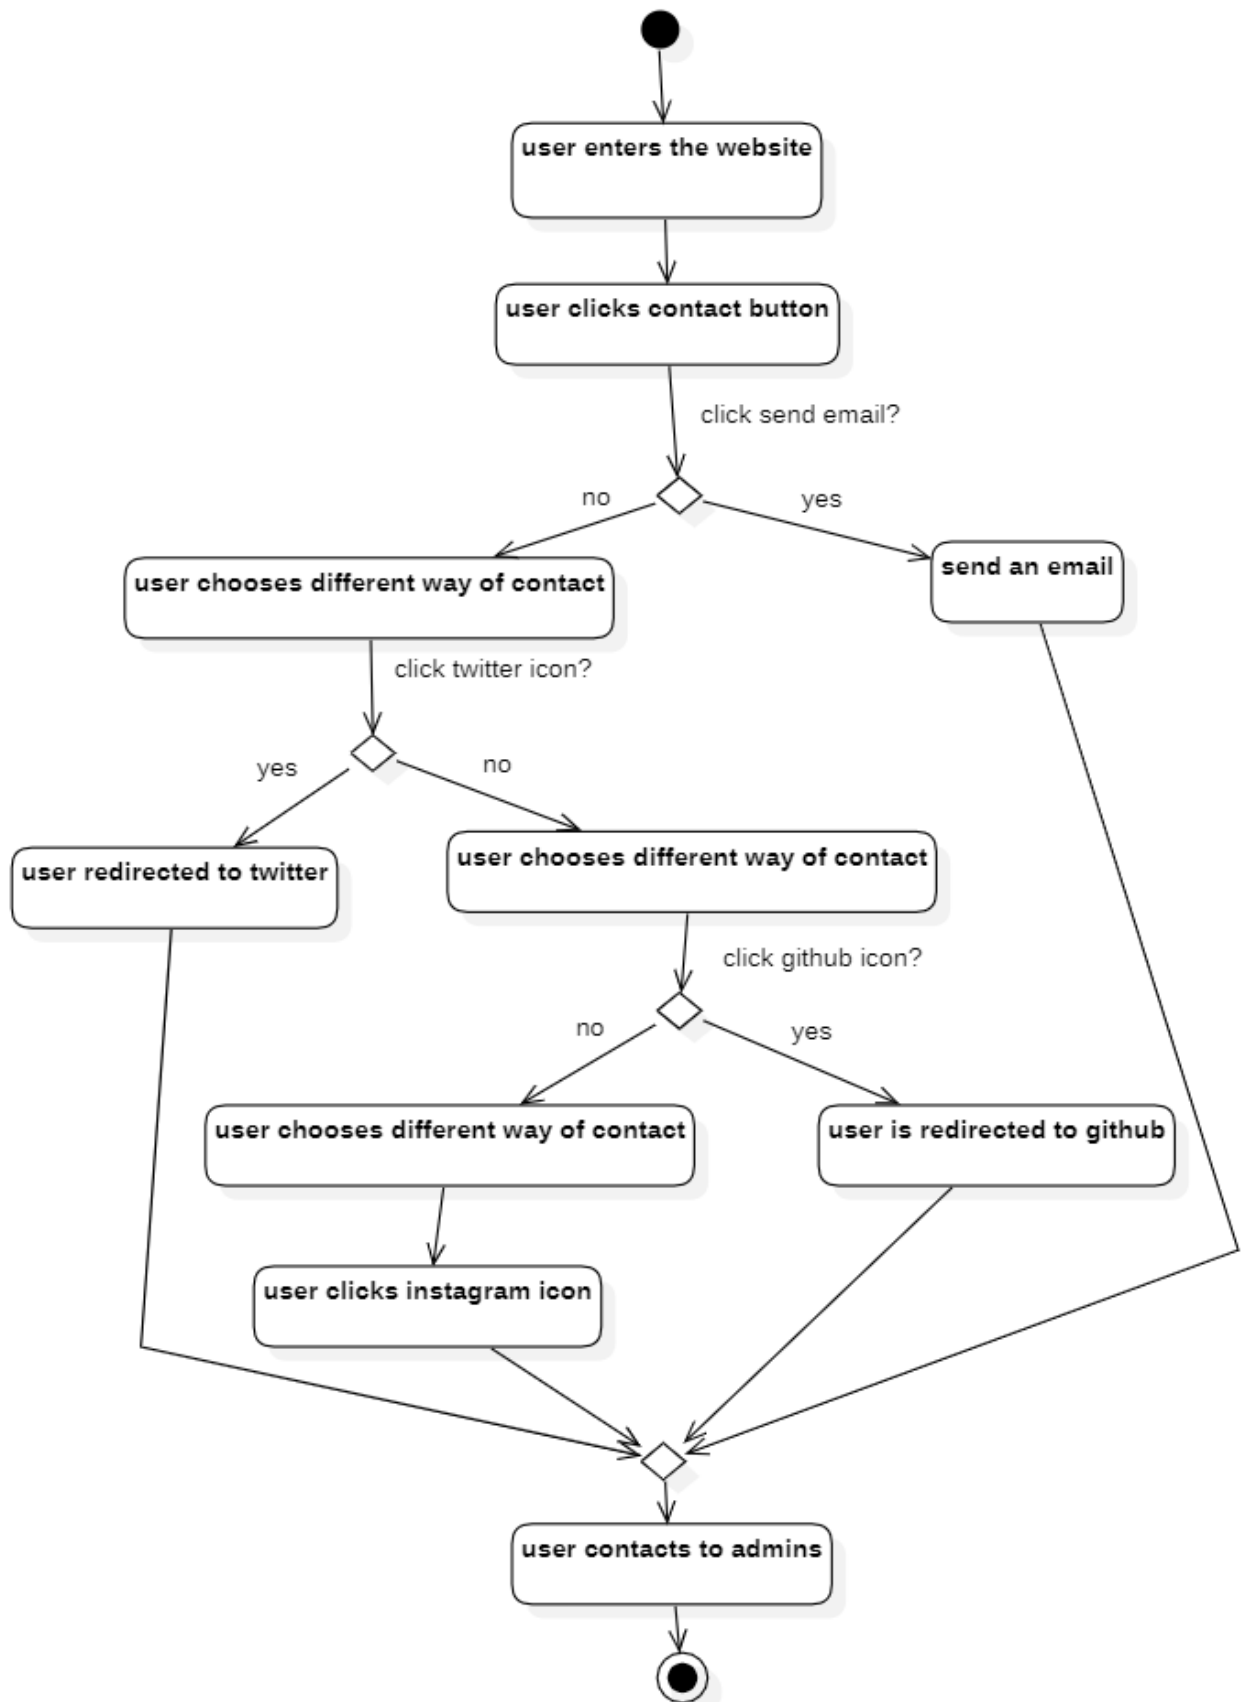 user enters the website
user clicks contact button
click send email?
no
yes
user chooses different way of contact
send an email
click twitter icon?
yes
no
user redirected to twitter
user chooses different way of contact
click github icon?
no
yes
user chooses different way of contact
user is redirected to github
user clicks instagram icon
user contacts to admins